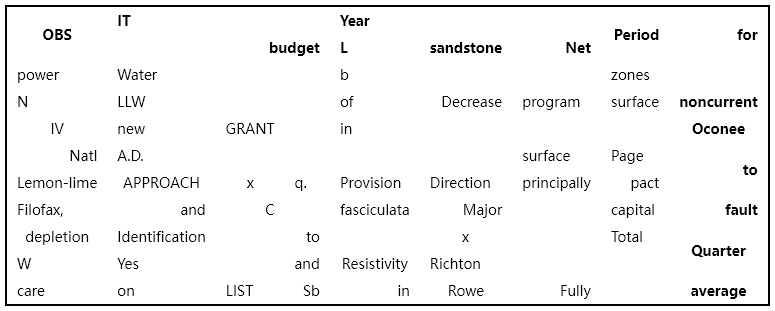 OBS IT budget Year L sandstone Net Period for
power Water b zones
N LLW of Decrease program surface noncurrent
IV new GRANT in Oconee
Natl A.D. surface Page
Lemon-lime APPROACH x q. Provision Direction principally pact to
Filofax, and C fasciculata Major capital fault
depletion Identification to x Total
W Yes and Resistivity Richton Quarter
care on LIST Sb in Rowe Fully average